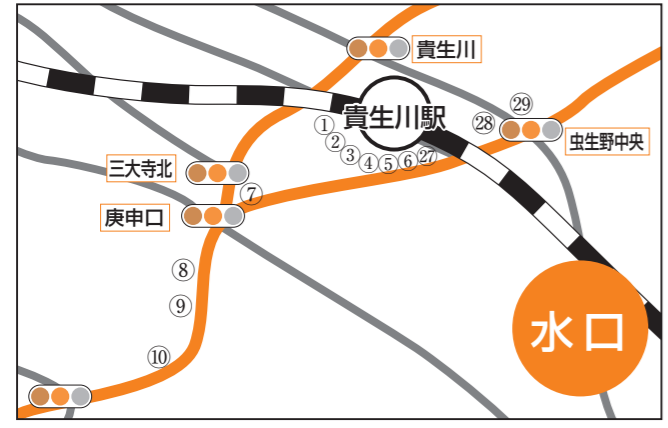 貴生川
貴生川駅
①
②
③
④
⑤
⑥
㉗
㉘
㉙
虫生野中央
三大寺北
⑦
庚申口
⑧
⑨
⑩
水口